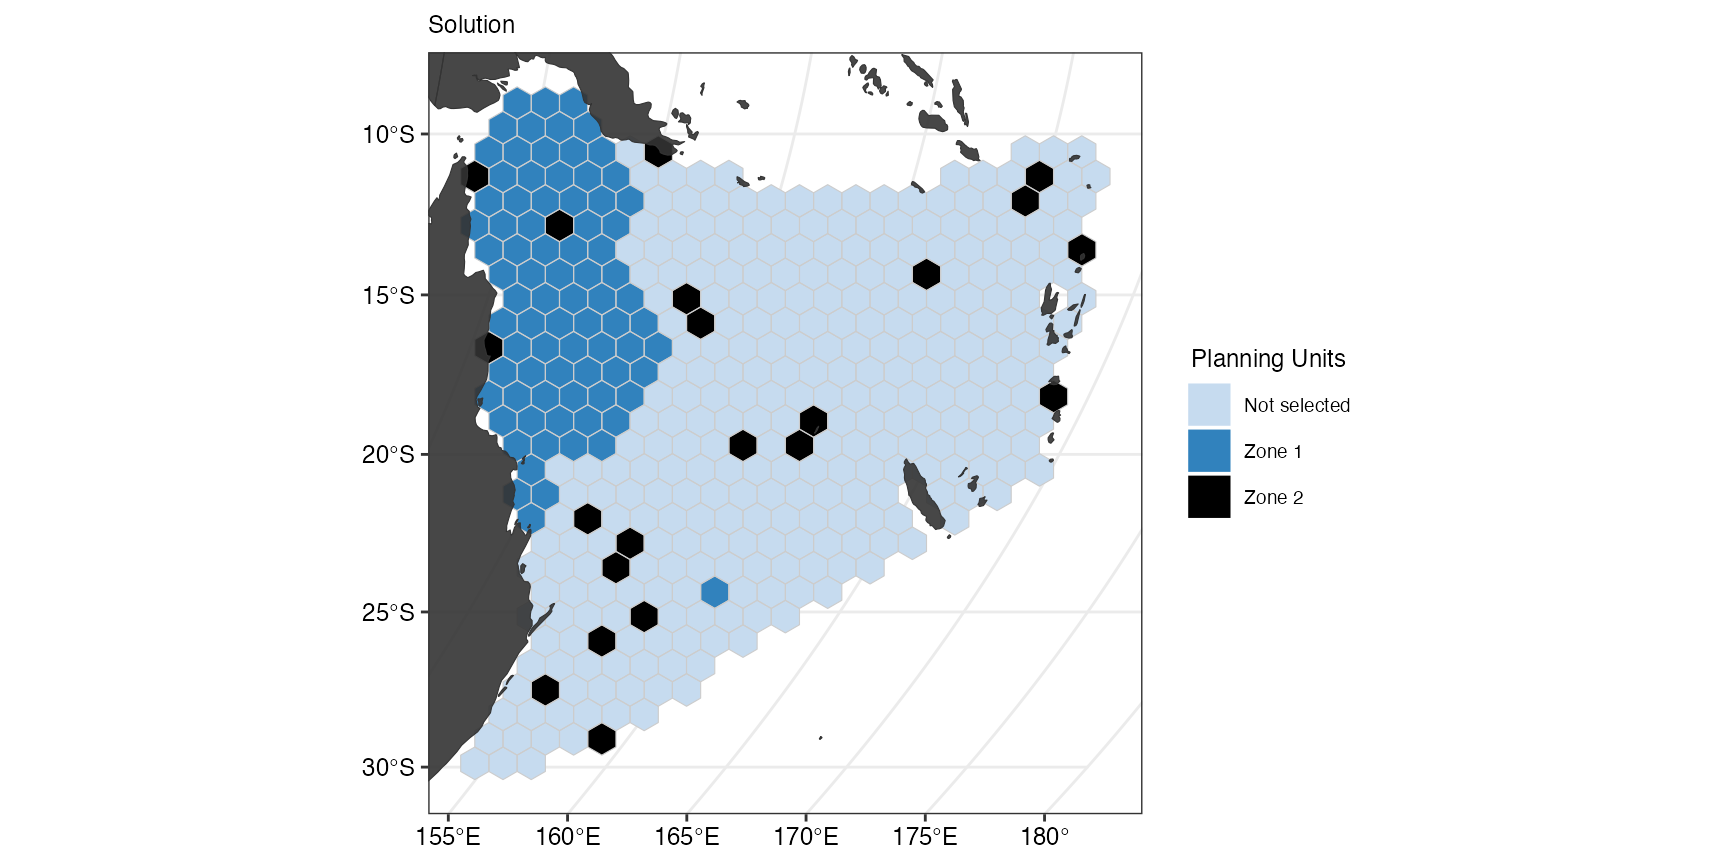 Solution
10°S
15°S
20°S
25°S
30°S
155°E 160°E 165°E 170°E 175°E 180°
Planning Units
Not selected
Zone 1
Zone 2